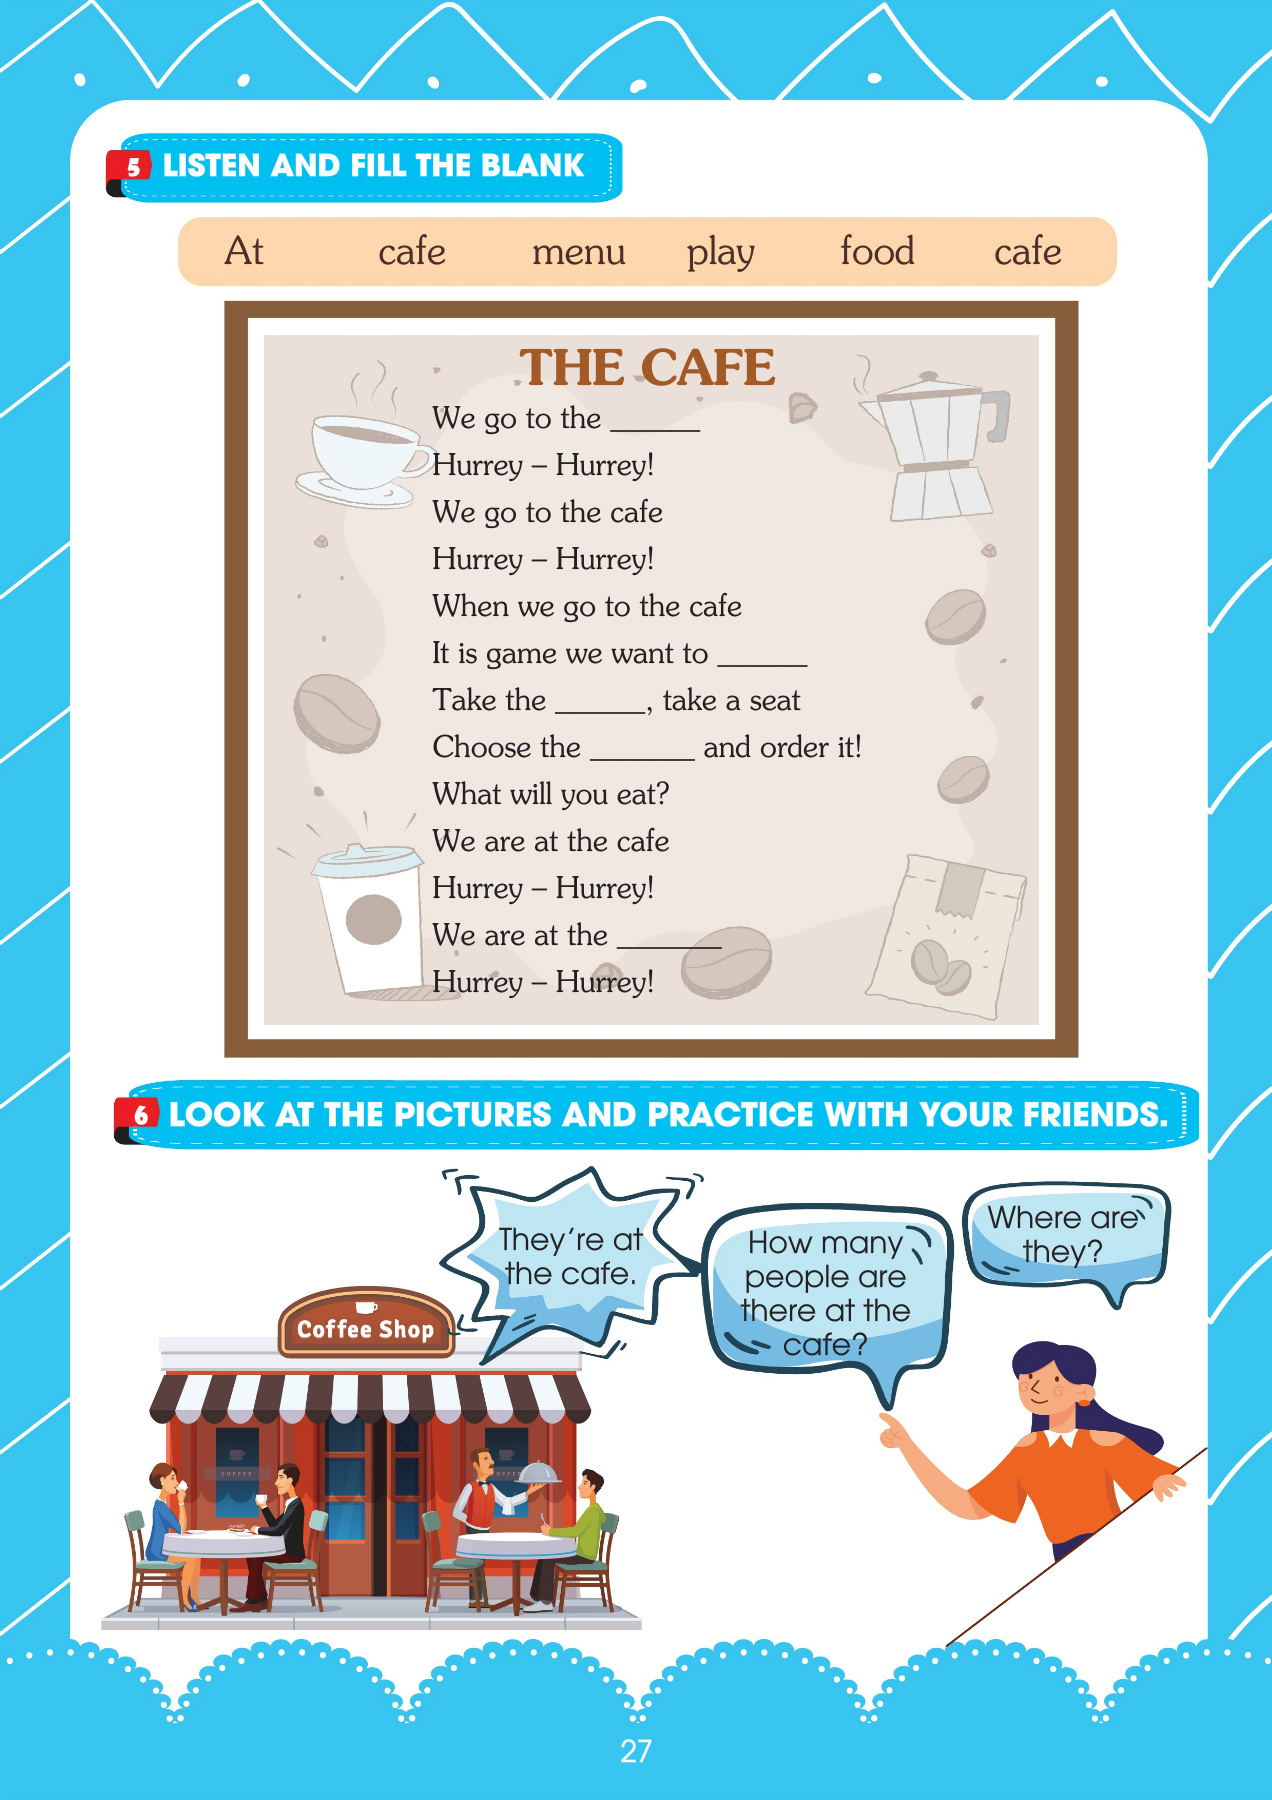 5 LISTEN AND FILL THE BLANK
At cafe menu play food cafe
THE CAFE
We go to the ______
Hurrey – Hurrey!
We go to the cafe
Hurrey – Hurrey!
When we go to the cafe
It is game we want to ______
Take the ______, take a seat
Choose the _______ and order it!
What will you eat?
We are at the cafe
Hurrey – Hurrey!
We are at the _______
Hurrey – Hurrey!
6 LOOK AT THE PICTURES AND PRACTICE WITH YOUR FRIENDS.
They're at
the cafe.
How many
people are
there at the
cafe?
Where are
they?
Coffee Shop
COFFEE
COFFEE
27